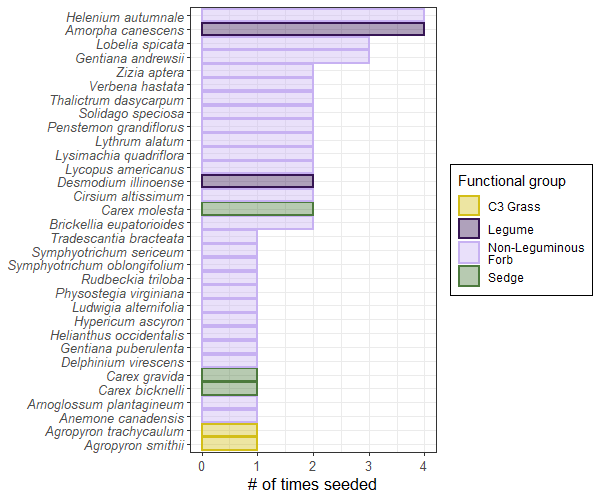 Helenium autumnale
Amorpha canescens
Lobelia spicata
Gentiana andrewsii
Zizia aptera
Verbena hastata
Thalictrum dasycarpum
Solidago speciosa
Penstemon grandiflorus
Lythrum alatum
Lysimachia quadriflora
Lycopus americanus
Desmodium illinoense
Cirsium altissimum
Carex molesta
Brickellia eupatorioides
Tradescantia bracteata
Symphyotrichum sericeum
Symphyotrichum oblongifolium
Rudbeckia triloba
Physostegia virginiana
Ludwigia alternifolia
Hypericum ascyron
Helianthus occidentalis
Gentiana puberulenta
Delphinium virescens
Carex gravida
Carex bicknelli
Arnoglossum plantagineum
Anemone canadensis
Agropyron trachycaulum
Agropyron smithii
0 1 2 3 4
# of times seeded
Functional group
C3 Grass
Legume
Non-Leguminous
Forb
Sedge